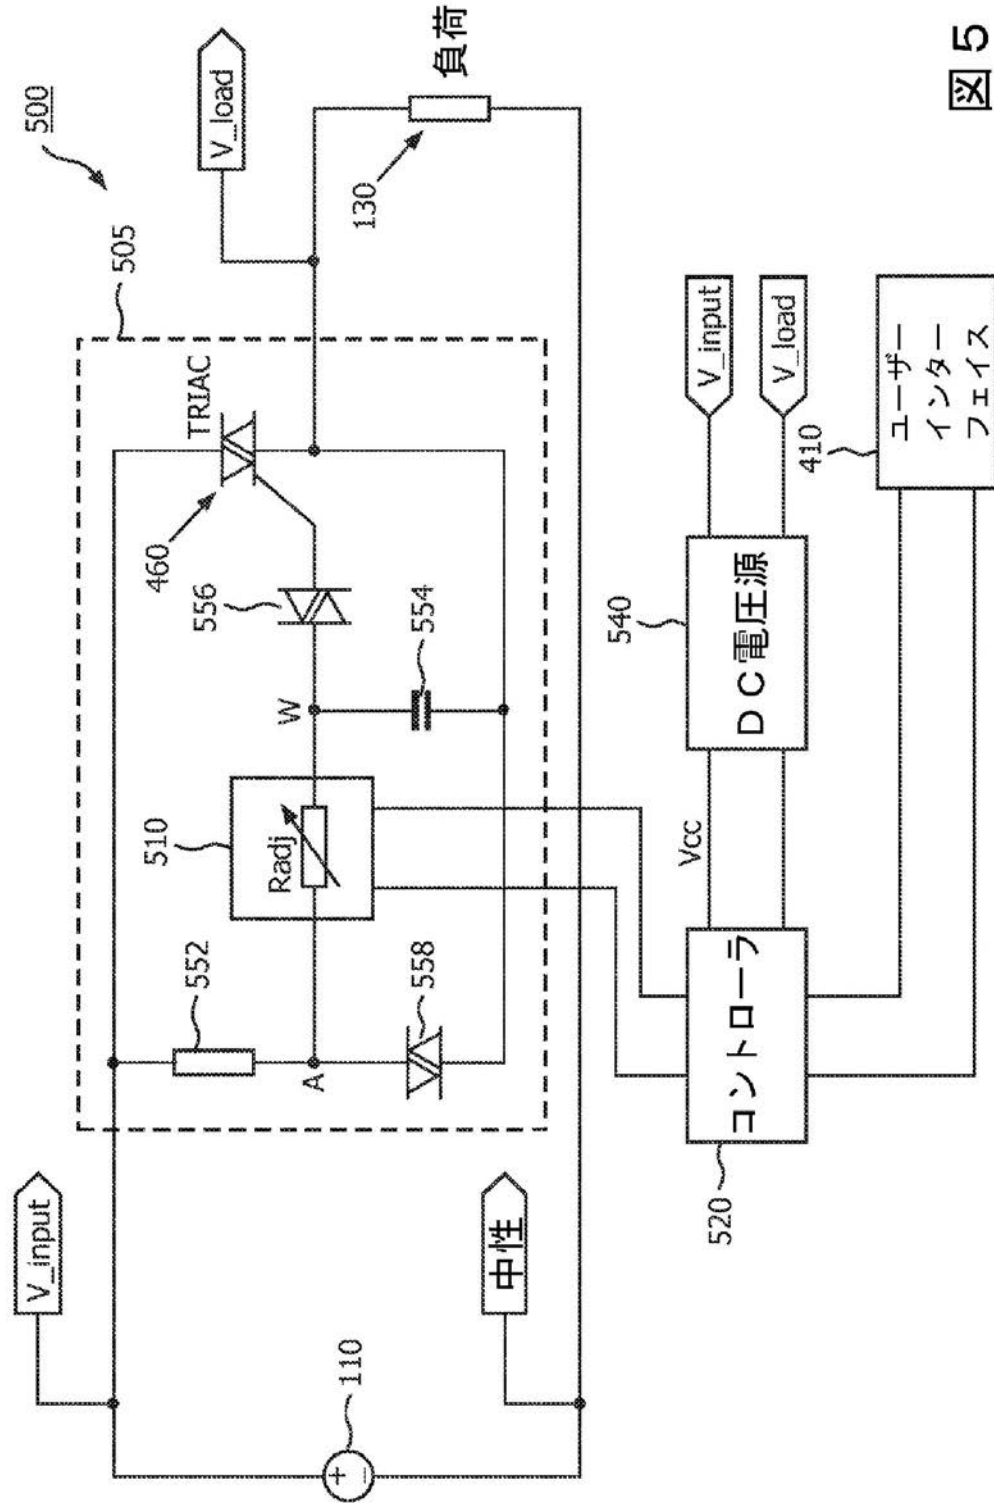 500
V_input
V_load
505
TRIAC
460
552
510
Radj
556
W
A
558
554
130
負荷
110
中性
V_input
V_load
Vcc
540
DC電圧源
520
コントローラ
410
ユーザー
インター
フェイス
図5